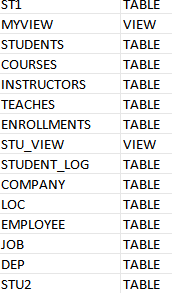 ST1 TABLE
MYVIEW VIEW
STUDENTS TABLE
COURSES TABLE
INSTRUCTORS TABLE
TEACHES TABLE
ENROLLMENTS TABLE
STU_VIEW VIEW
STUDENT_LOG TABLE
COMPANY TABLE
LOC TABLE
EMPLOYEE TABLE
JOB TABLE
DEP TABLE
STU2 TABLE